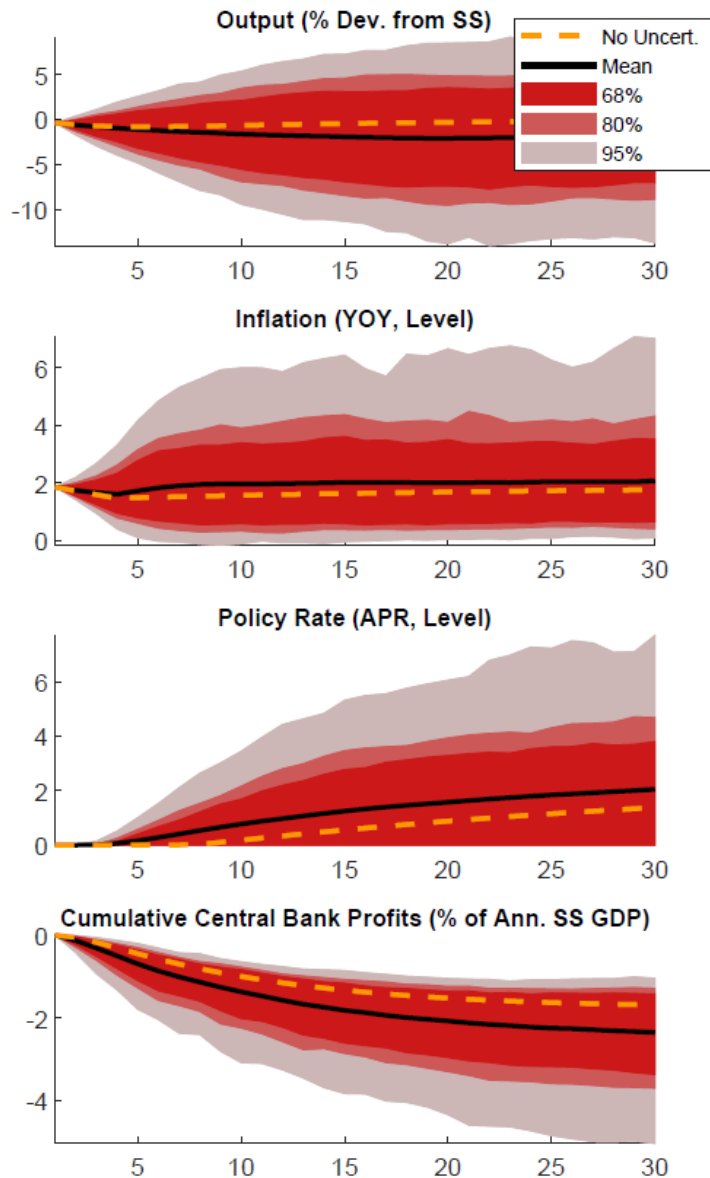 Output (% Dev. from SS)
No Uncert.
Mean
68%
80%
95%
5
0
-5
-10
5 10 15 20 25 30
Inflation (YOY, Level)
6
4
2
0
5 10 15 20 25 30
Policy Rate (APR, Level)
6
4
2
0
5 10 15 20 25 30
Cumulative Central Bank Profits (% of Ann. SS GDP)
0
-2
-4
5 10 15 20 25 30